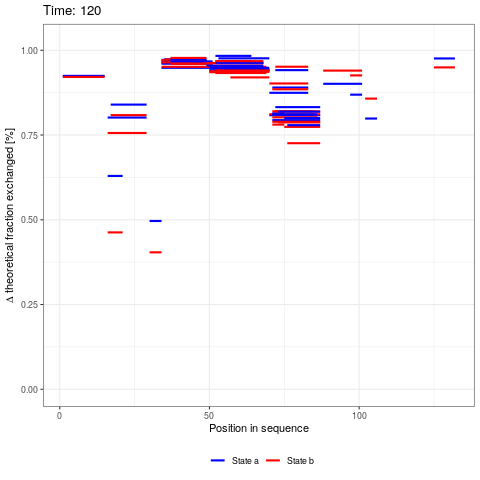 Time: 120
Δ theoretical fraction exchanged [%]
1.00
0.75
0.50
0.25
0.00
0
50
100
Position in sequence
State a
State b